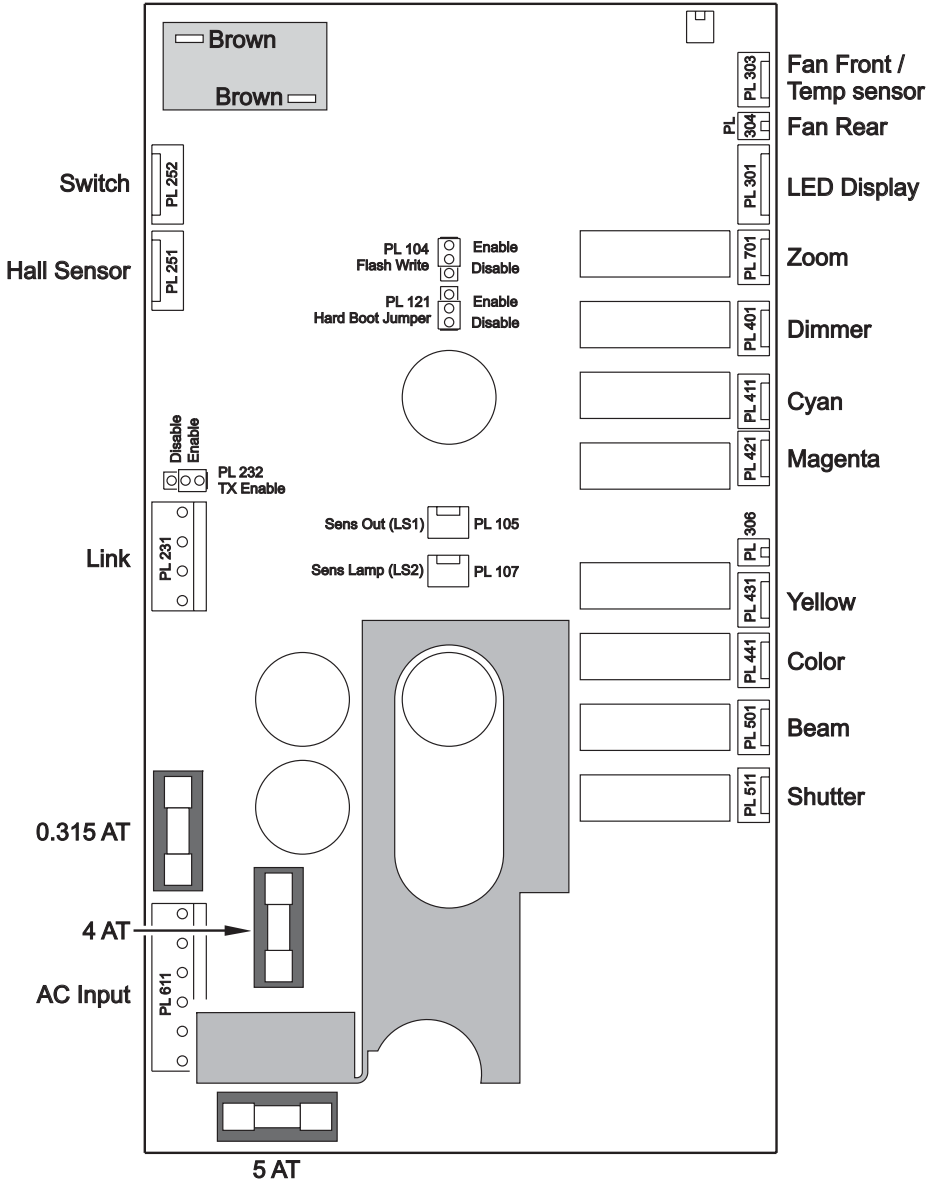 Brown
Brown
PL 303
Fan Front /
Temp sensor
PL 304
Fan Rear
Switch
PL 252
PL 301
LED Display
Hall Sensor
PL 251
PL 104
Flash Write
Enable
Disable
PL 701
Zoom
PL 121
Hard Boot Jumper
Enable
Disable
PL 401
Dimmer
PL 411
Cyan
Disable
Enable
PL 232
TX Enable
PL 421
Magenta
Sens Out (LS1)
PL 105
PL 306
Link
PL 231
Sens Lamp (LS2)
PL 107
PL 431
Yellow
PL 441
Color
PL 501
Beam
PL 511
Shutter
0.315 AT
4 AT
AC Input
PL 611
5 AT